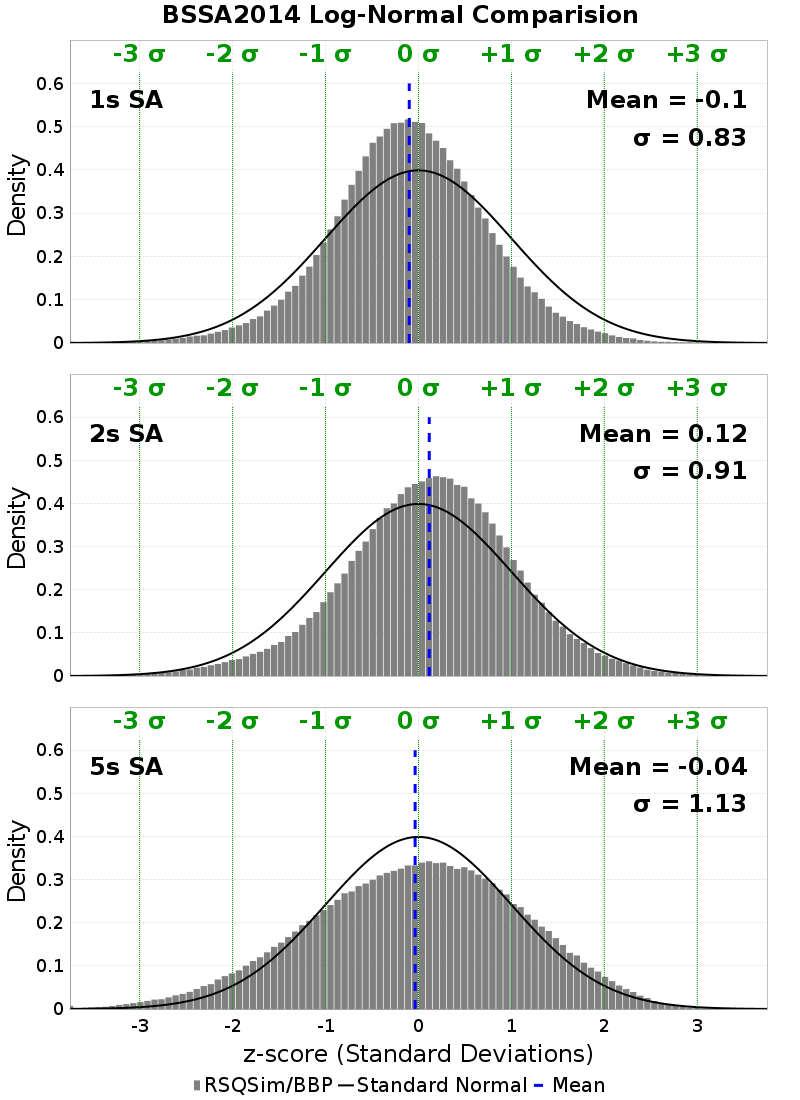 BSSA2014 Log-Normal Comparision
-3 σ -2 σ -1 σ 0 σ +1 σ +2 σ +3 σ
1s SA
Mean = -0.1
σ = 0.83
Density
0.6
0.5
0.4
0.3
0.2
0.1
0
-3 σ -2 σ -1 σ 0 σ +1 σ +2 σ +3 σ
2s SA
Mean = 0.12
σ = 0.91
Density
0.6
0.5
0.4
0.3
0.2
0.1
0
-3 σ -2 σ -1 σ 0 σ +1 σ +2 σ +3 σ
5s SA
Mean = -0.04
σ = 1.13
Density
0.6
0.5
0.4
0.3
0.2
0.1
0
-3 -2 -1 0 1 2 3
z-score (Standard Deviations)
RSQSim/BBP Standard Normal Mean